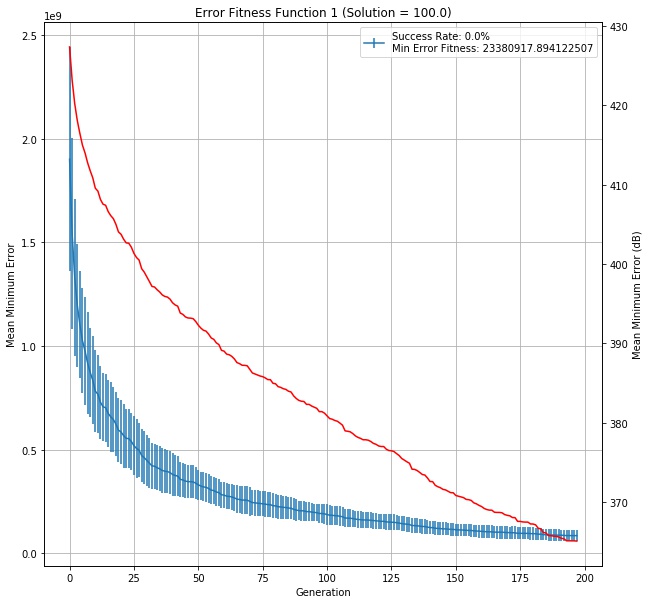 Error Fitness Function 1 (Solution = 100.0)
1e9
Success Rate: 0.0%
Min Error Fitness: 23380917.894122507
2.5
2.0
1.5
1.0
0.5
0.0
Mean Minimum Error
430
420
410
400
390
380
370
Mean Minimum Error (dB)
0 25 50 75 100 125 150 175 200
Generation